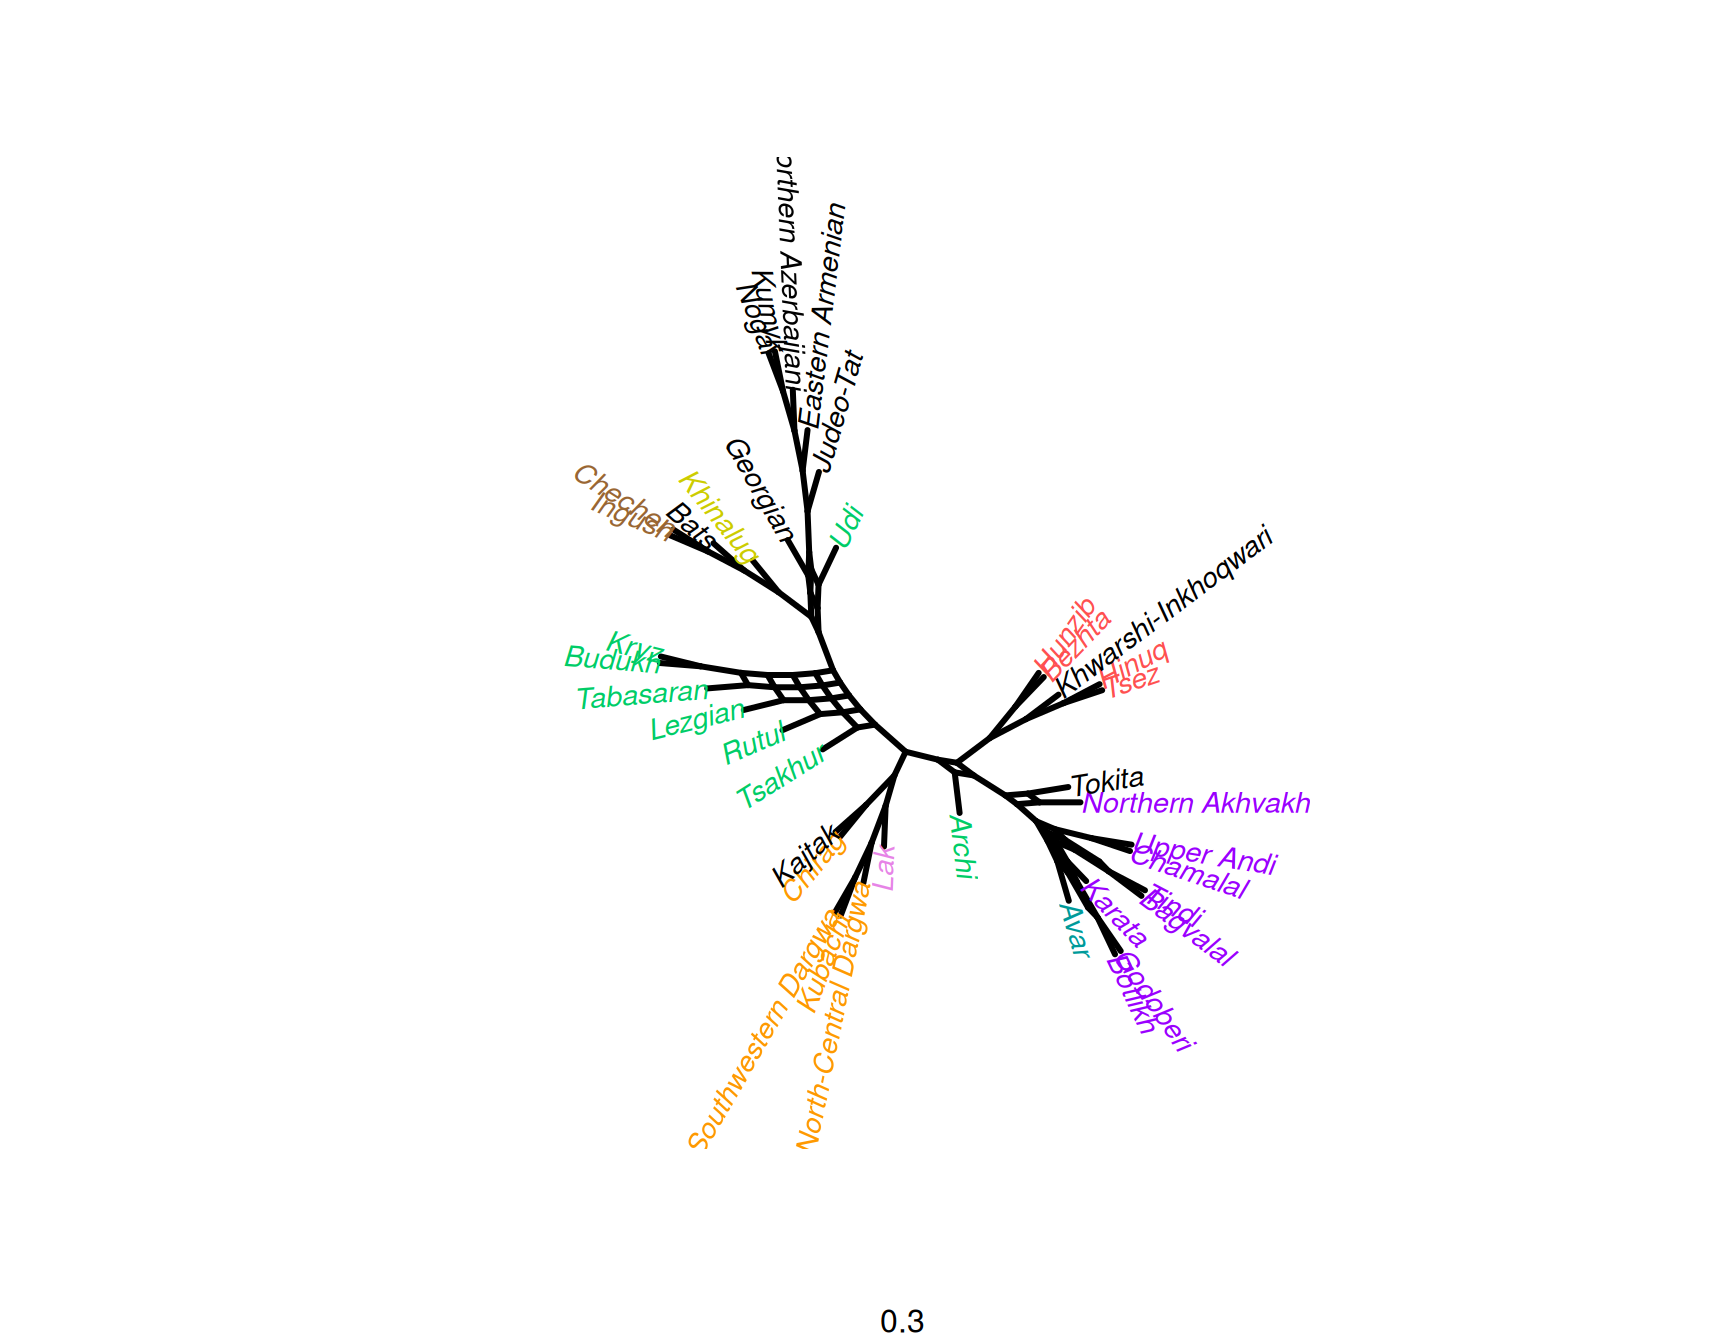 orthern Azerbaijani
Kumyk
Nogai
Eastern Armenian
Judeo-Tat
Georgian
Udi
Khinalug
Chechen
Ingush
Bats
Kryz
Budukh
Tabasaran
Lezgian
Rutul
Tsakhur
Hunzib
Bezhta
Khwarshi-Inkhoqwari
Hinuq
Tsez
Tokita
Northern Akhvakh
Upper Andi
Chamalal
Tindi
Bagvalal
Karata
Avar
Godoberi
Botlikh
Archi
Lak
Kajtak
Chirag
Southwestern Dargwa
Kubachi
North-Central Dargwa
0.3